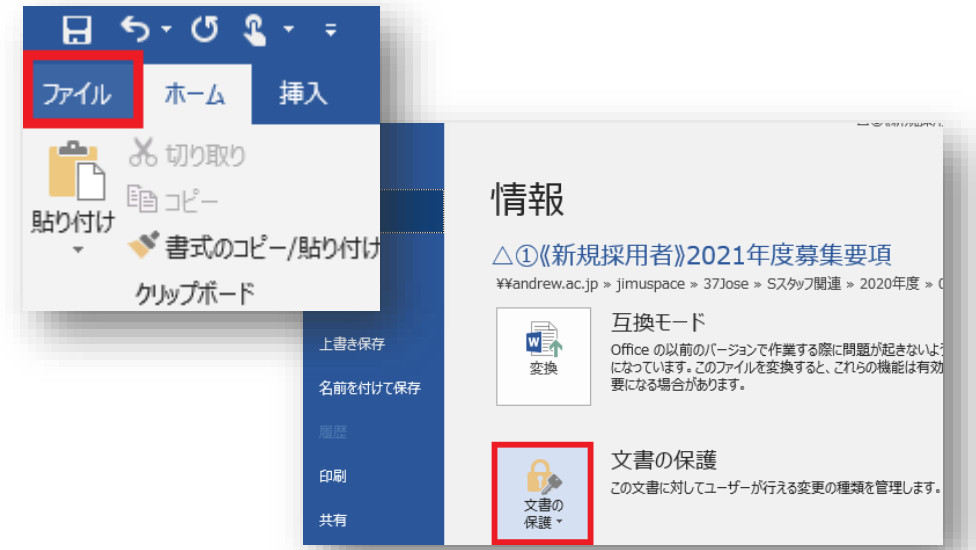 ファイル ホーム 挿入
切り取り
コピー
貼り付け
書式のコピー/貼り付け
クリップボード
情報
△①《新規採用者》2021年度募集要項
¥¥andrew.ac.jp » jimuspace » 37Jose » Sスタッフ関連 » 2020年度 »
変換
互換モード
Office の以前のバージョンで作業する際に問題が起きないよ
になっています。このファイルを変換すると、これらの機能は有効
要になる場合があります。
上書き保存
名前を付けて保存
履歴
印刷
共有
文書の
保護
文書の保護
この文書に対してユーザーが行える変更の種類を管理します。